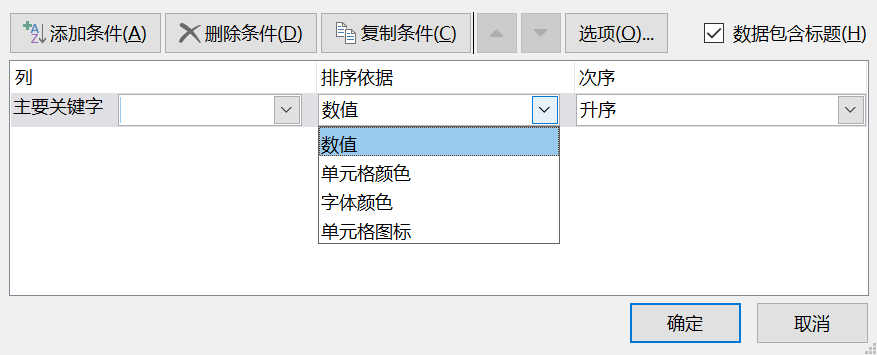 添加条件(A) 删除条件(D) 复制条件(C) 选项(O)... 数据包含标题(H)
列 排序依据 次序
主要关键字 数值 升序
数值
单元格颜色
字体颜色
单元格图标
确定 取消